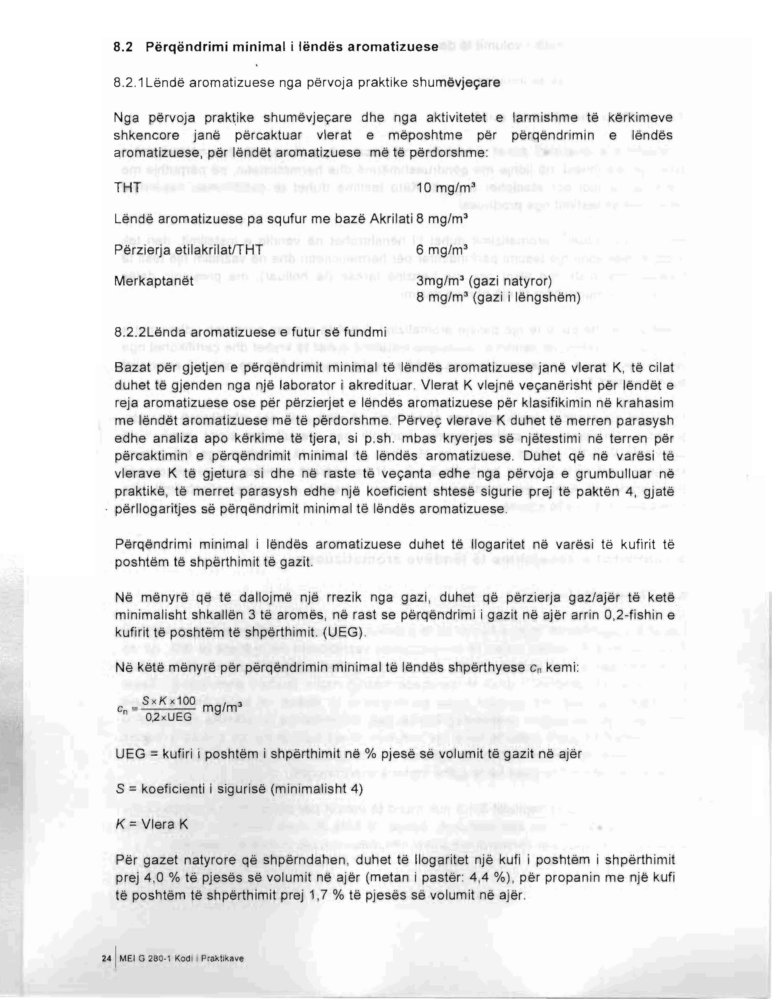 8.2 Përqëndrimi minimal i lëndës aromatizuese
8.2.1Lëndë aromatizuese nga përvoja praktike shumëvjeçare
Nga përvoja praktike shumëvjeçare dhe nga aktivitetet e larmishme të kërkimeve
shkencore janë përcaktuar vlerat e mëposhtme për përqëndrimin e lëndës
aromatizuese, për lëndët aromatizuese më të përdorshme:
THT 10 mg/m³
Lëndë aromatizuese pa squfur me bazë Akrilati 8 mg/m³
Përzierja etilakrilat/THT 6 mg/m³
Merkaptanët 3mg/m³ (gazi natyror)
8 mg/m³ (gazi i lëngshëm)
8.2.2Lënda aromatizuese e futur së fundmi
Bazat për gjetjen e përqëndrimit minimal të lëndës aromatizuese janë vlerat K, të cilat
duhet të gjenden nga një laborator i akredituar. Vlerat K vlejnë veçanërisht për lëndët e
reja aromatizuese ose për përzierjet e lëndës aromatizuese për klasifikimin në krahasim
me lëndët aromatizuese më të përdorshme. Përveç vlerave K duhet të merren parasysh
edhe analiza apo kërkime të tjera, si p.sh. mbas kryerjes së njëtestimi në terren për
përcaktimin e përqëndrimit minimal të lëndës aromatizuese. Duhet që në varësi të
vlerave K të gjetura si dhe në raste të veçanta edhe nga përvoja e grumbulluar në
praktikë, të merret parasysh edhe një koeficient shtesë sigurie prej të paktën 4, gjatë
përllogaritjes së përqëndrimit minimal të lëndës aromatizuese.
Përqëndrimi minimal i lëndës aromatizuese duhet të llogaritet në varësi të kufirit të
poshtëm të shpërthimit të gazit.
Në mënyrë që të dallojmë një rrezik nga gazi, duhet që përzierja gaz/ajër të ketë
minimalisht shkallën 3 të aromës, në rast se përqëndrimi i gazit në ajër arrin 0,2-fishin e
kufirit të poshtëm të shpërthimit. (UEG).
Në këtë mënyrë për përqëndrimin minimal të lëndës shpërthyese cn kemi:
cn = SxKx100 / 0,2xUEG mg/m³
UEG = kufiri i poshtëm i shpërthimit në % pjesë së volumit të gazit në ajër
S = koeficienti i sigurisë (minimalisht 4)
K = Vlera K
Për gazet natyrore që shpërndahen, duhet të llogaritet një kufi i poshtëm i shpërthimit
prej 4,0 % të pjesës së volumit në ajër (metan i pastër: 4,4 %), për propanin me një kufi
të poshtëm të shpërthimit prej 1,7 % të pjesës së volumit në ajër.
24 MEI G 280-1 Kodi i Praktikave